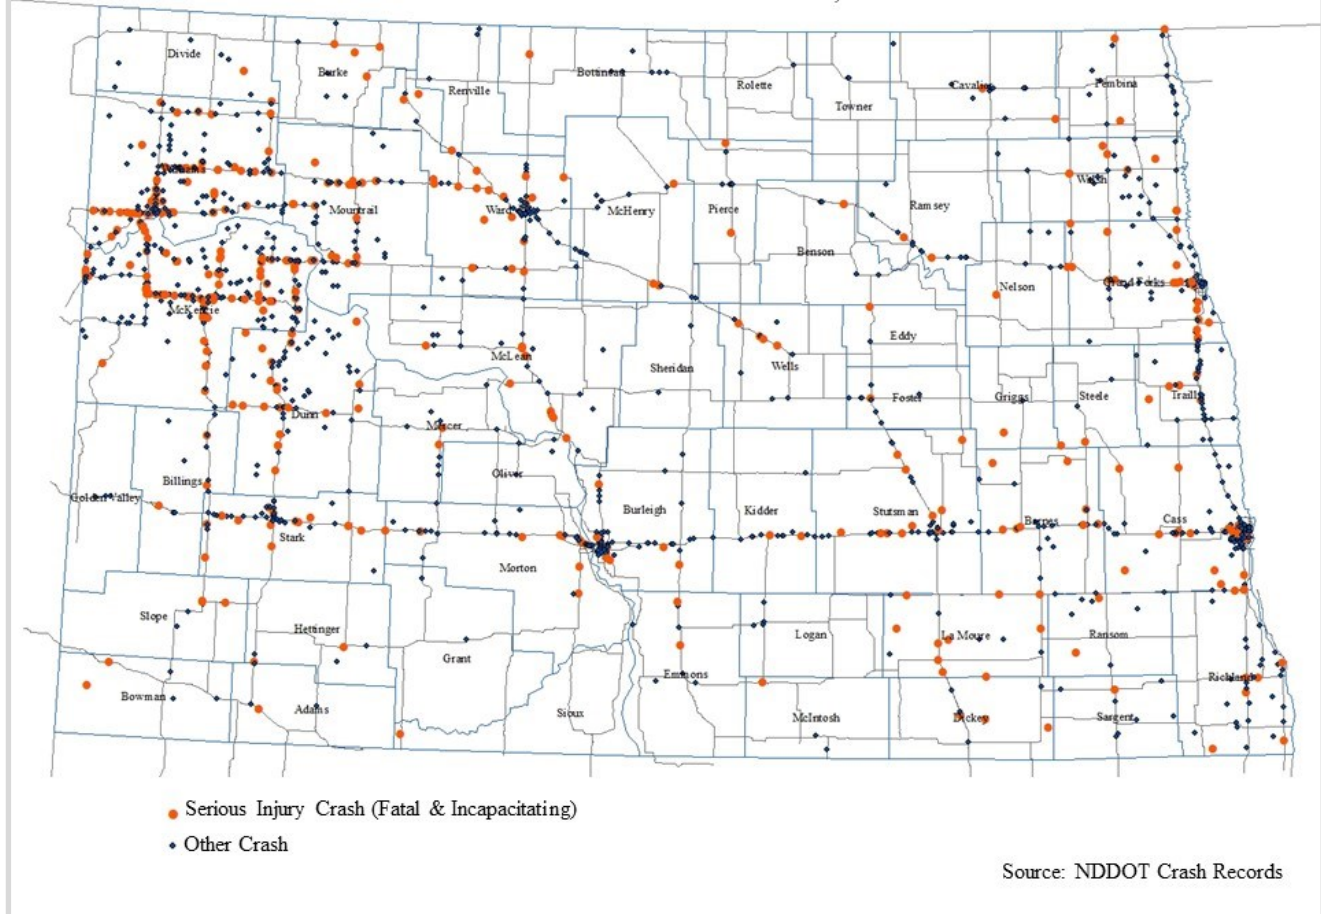 Divide
Burke
Renville
Bottineau
Rolette
Towner
Cavalier
Pembina
Williams
Mountrail
Ward
McHenry
Pierce
Benson
Ramsey
Walsh
McKenzie
McLean
Sheridan
Wells
Eddy
Nelson
Grand Forks
Dunn
Mercer
Oliver
Foster
Griggs
Steele
Traill
Golden Valley
Billings
Stark
Morton
Burleigh
Kidder
Stutsman
Barnes
Cass
Slope
Hettinger
Grant
Logan
La Moure
Ransom
Richland
Bowman
Adams
Sioux
Emmons
McIntosh
Dickey
Sargent
Serious Injury Crash (Fatal & Incapacitating)
Other Crash
Source: NDDOT Crash Records